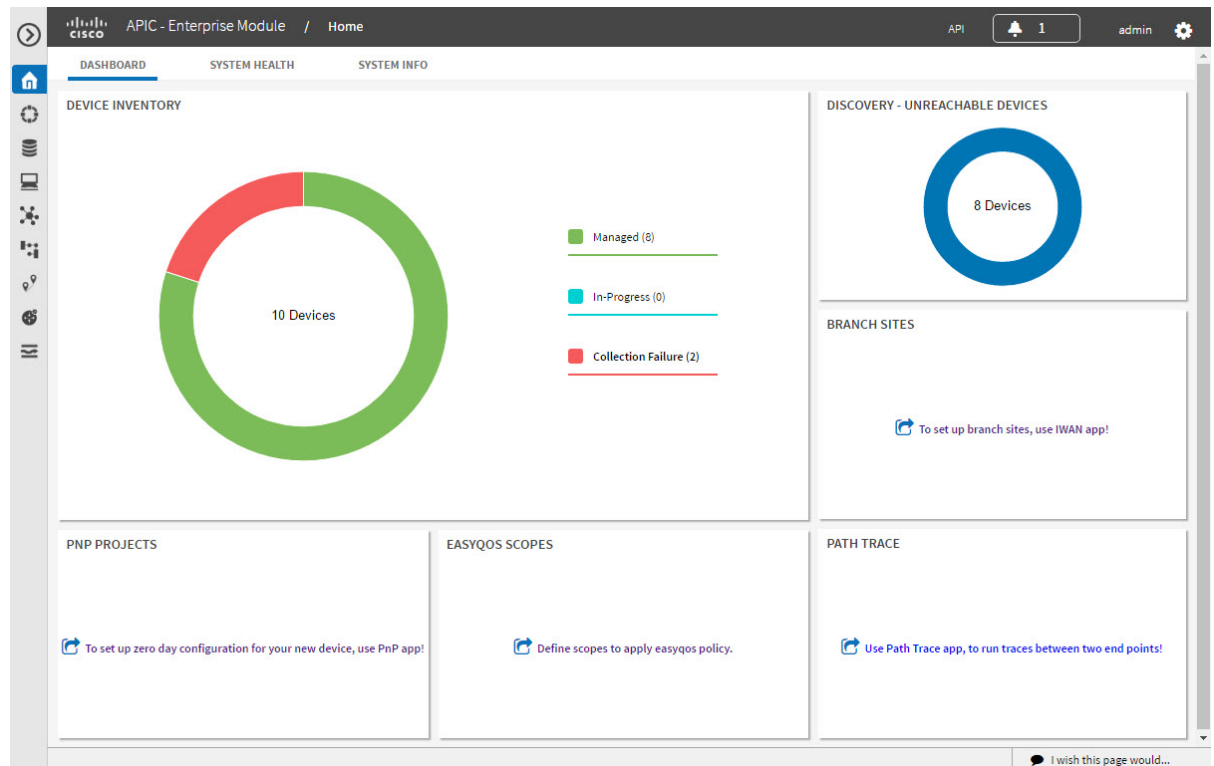 CISCO APIC - Enterprise Module / Home API 1 admin
DASHBOARD SYSTEM HEALTH SYSTEM INFO
DEVICE INVENTORY
10 Devices
Managed (8)
In-Progress (0)
Collection Failure (2)
DISCOVERY - UNREACHABLE DEVICES
8 Devices
BRANCH SITES
To set up branch sites, use IWAN app!
PNP PROJECTS
To set up zero day configuration for your new device, use PnP app!
EASYQOS SCOPES
Define scopes to apply easyqos policy.
PATH TRACE
Use Path Trace app, to run traces between two end points!
I wish this page would...